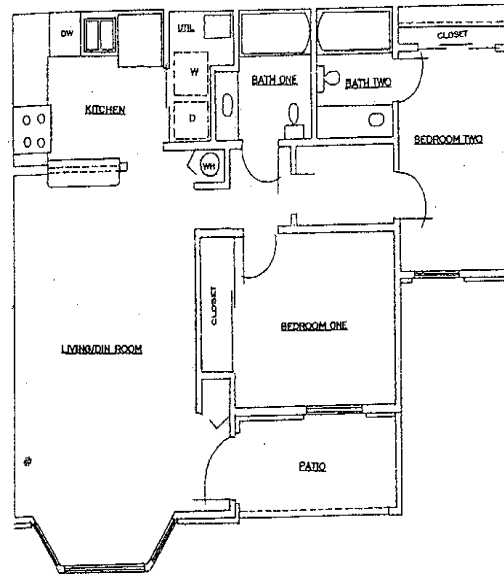 DW
UTIL
CLOSET
W
BATH ONE
BATH TWO
KITCHEN
D
BEDROOM TWO
WH
CLOSET
BEDROOM ONE
LIVING/DIN ROOM
PATIO